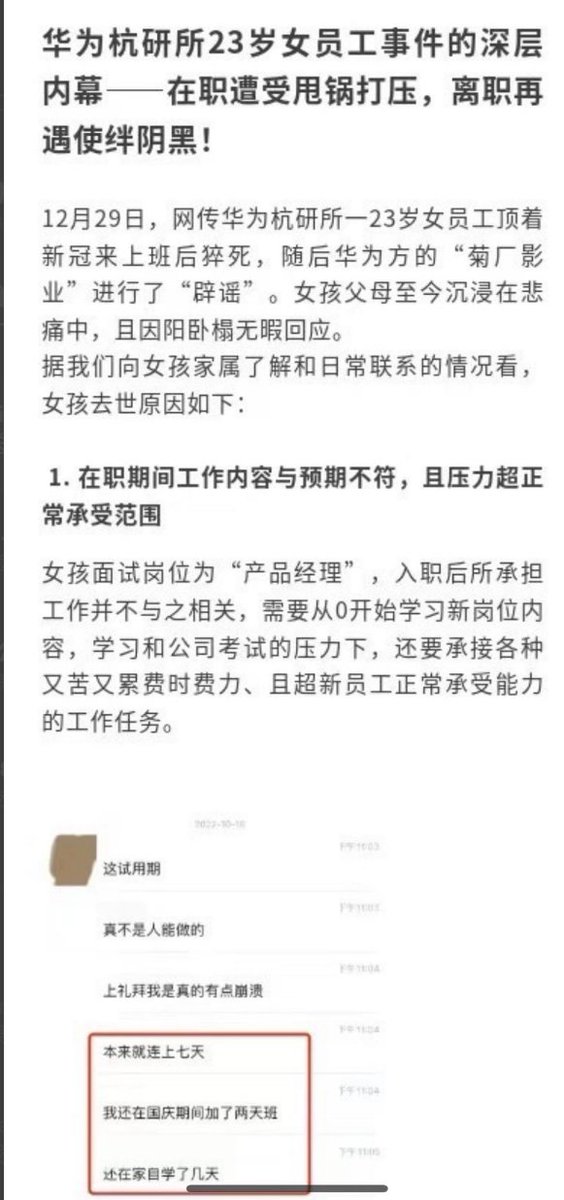 华为杭研所23岁女员工事件的深层
内幕——在职遭受甩锅打压，离职再
遇使绊阴黑！
12月29日，网传华为杭研所一23岁女员工顶着
新冠来上班后猝死，随后华为方的“菊厂影
业”进行了“辟谣”。女孩父母至今沉浸在悲
痛中，且因阳卧榻无暇回应。
据我们向女孩家属了解和日常联系的情况看，
女孩去世原因如下：
1. 在职期间工作内容与预期不符，且压力超正
常承受范围
女孩面试岗位为“产品经理”，入职后所承担
工作并不与之相关，需要从0开始学习新岗位内
容，学习和公司考试的压力下，还要承接各种
又苦又累费时费力、且超新员工正常承受能力
的工作任务。
2022-10-16
下午11:03
这试用期
下午11:03
真不是人能做的
下午11:04
上礼拜我是真的有点崩溃
下午11:04
本来就连上七天
下午11:04
我还在国庆期间加了两天班
下午11:05
还在家自学了几天